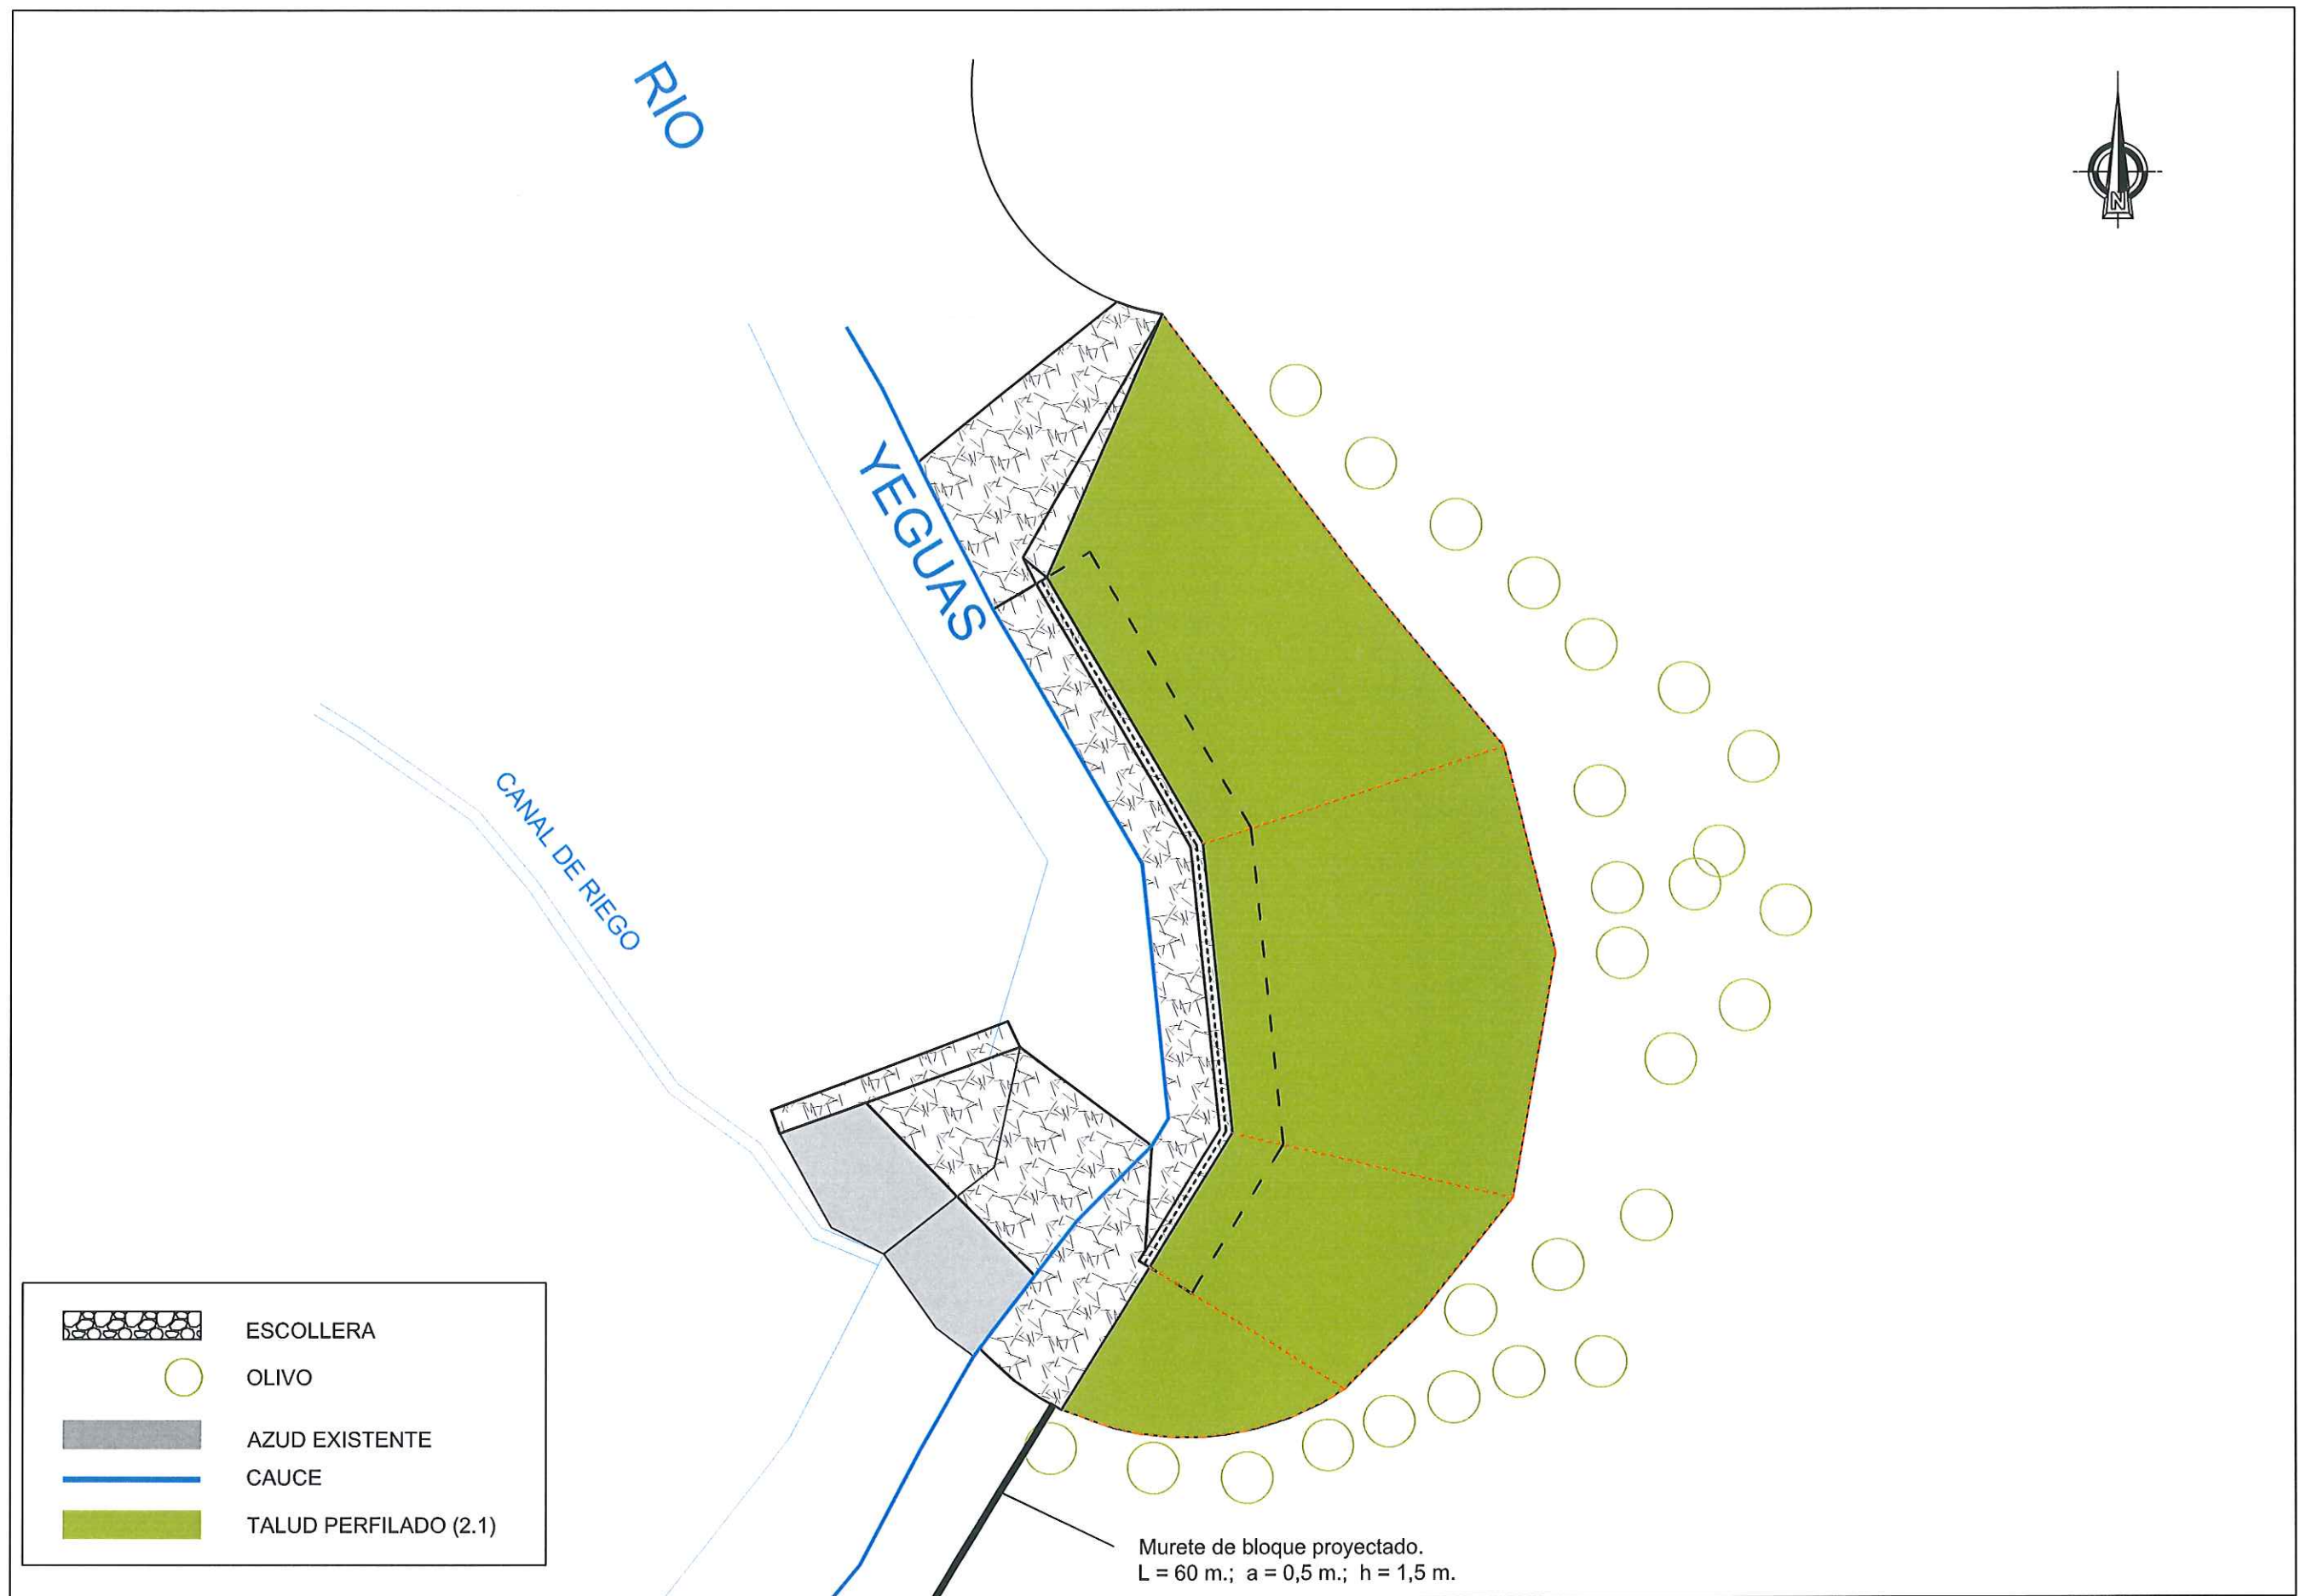 RIO
N
YEGUAS
CANAL DE RIEGO
ESCOLLERA
OLIVO
AZUD EXISTENTE
CAUCE
TALUD PERFILADO (2.1)
Murete de bloque proyectado.
L = 60 m.; a = 0,5 m.; h = 1,5 m.